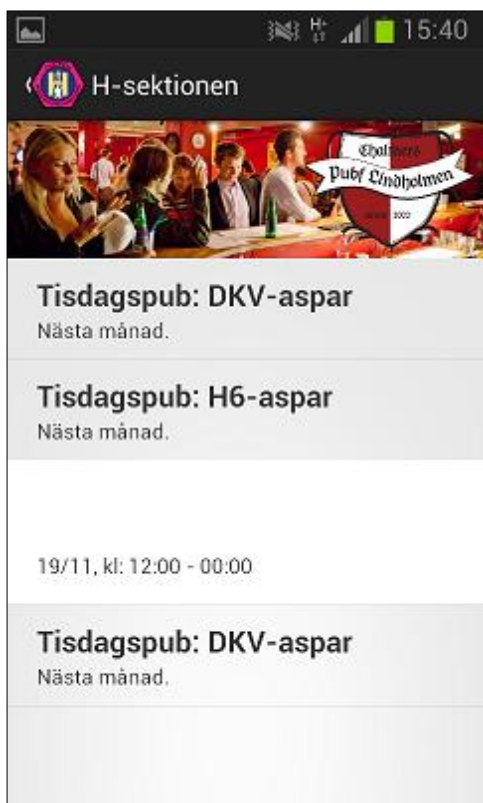 H+
15:40
H-sektionen
Chalmers
Pub Lindholmen
2002
Tisdagspub: DKV-aspar
Nästa månad.
Tisdagspub: H6-aspar
Nästa månad.
19/11, kl: 12:00 - 00:00
Tisdagspub: DKV-aspar
Nästa månad.